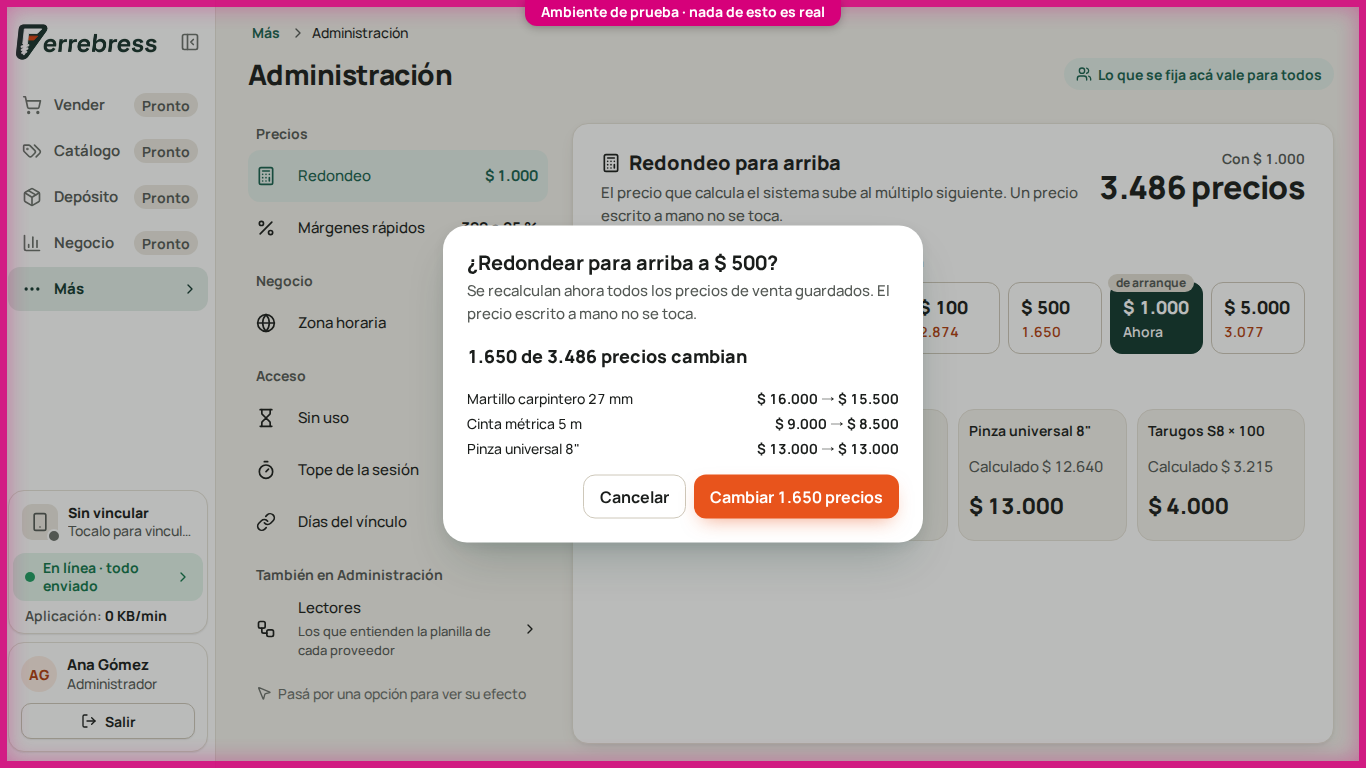 Ambiente de prueba · nada de esto es real
Ferrebress
Vender
Pronto
Catálogo
Pronto
Depósito
Pronto
Negocio
Pronto
Más
Sin vincular
Tocalo para vincul…
En línea · todo
enviado
Aplicación: 0 KB/min
AG
Ana Gómez
Administrador
Salir
Más > Administración
Administración
Lo que se fija acá vale para todos
Precios
Redondeo
$ 1.000
Márgenes rápidos
Negocio
Zona horaria
Acceso
Sin uso
Tope de la sesión
Días del vínculo
También en Administración
Lectores
Los que entienden la planilla de
cada proveedor
Pasá por una opción para ver su efecto
Redondeo para arriba
El precio que calcula el sistema sube al múltiplo siguiente. Un precio
escrito a mano no se toca.
Con $ 1.000
3.486 precios
$ 100
2.874
$ 500
1.650
de arranque
$ 1.000
Ahora
$ 5.000
3.077
Pinza universal 8"
Calculado $ 12.640
$ 13.000
Tarugos S8 × 100
Calculado $ 3.215
$ 4.000
¿Redondear para arriba a $ 500?
Se recalculan ahora todos los precios de venta guardados. El
precio escrito a mano no se toca.
1.650 de 3.486 precios cambian
Martillo carpintero 27 mm
$ 16.000 → $ 15.500
Cinta métrica 5 m
$ 9.000 → $ 8.500
Pinza universal 8"
$ 13.000 → $ 13.000
Cancelar
Cambiar 1.650 precios